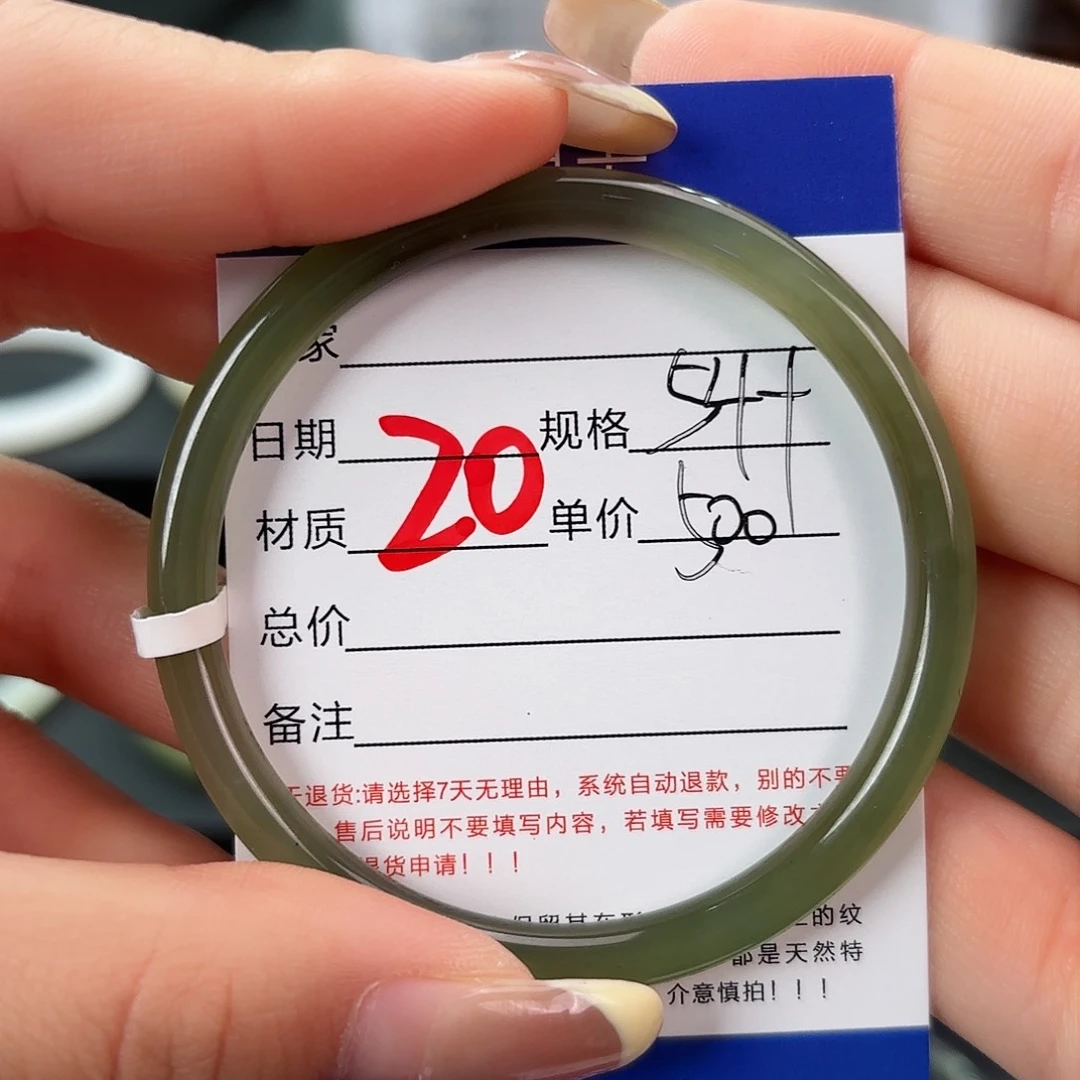 家
日期 20 规格
材质 单价 500
总价
备注
退货:请选择7天无理由，系统自动退款，别的不要
售后说明不要填写内容，若填写需要修改
退货申请！！！
的纹
都是天然特
介意慎拍！！！